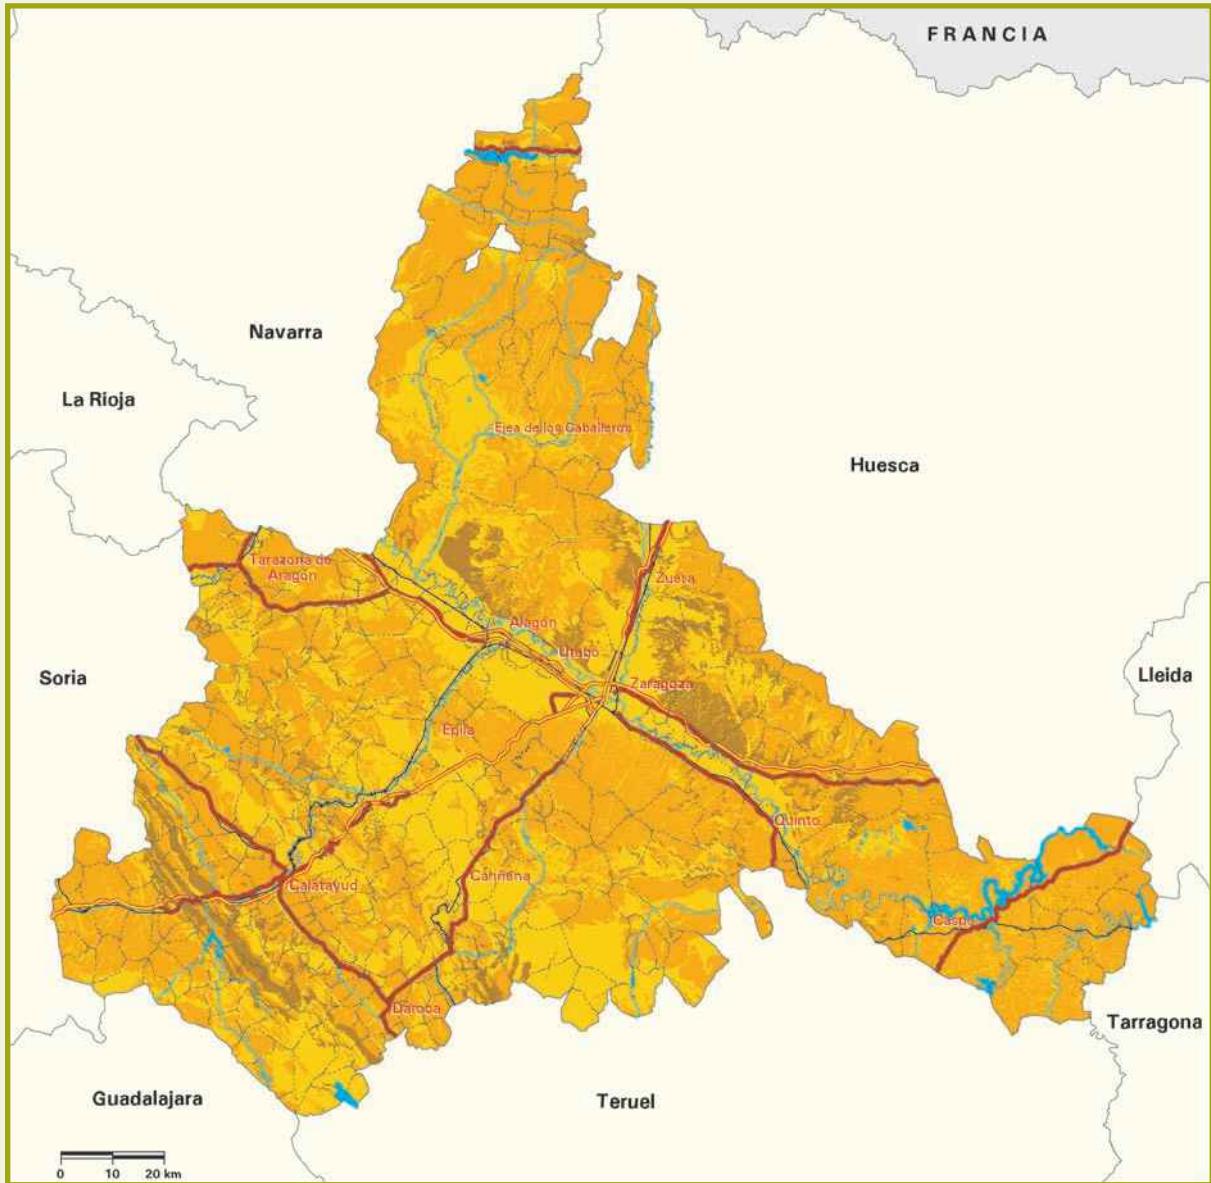 FRANCIA
Navarra
La Rioja
Ejea de los Caballeros
Huesca
Tarazona de
Aragón
Zuera
Alagón
Utebo
Soria
Zaragoza
Lleida
Epila
Quinto
Calatayud
Cariñena
Caspe
Daroca
Tarragona
Guadalajara
Teruel
0 10 20 km